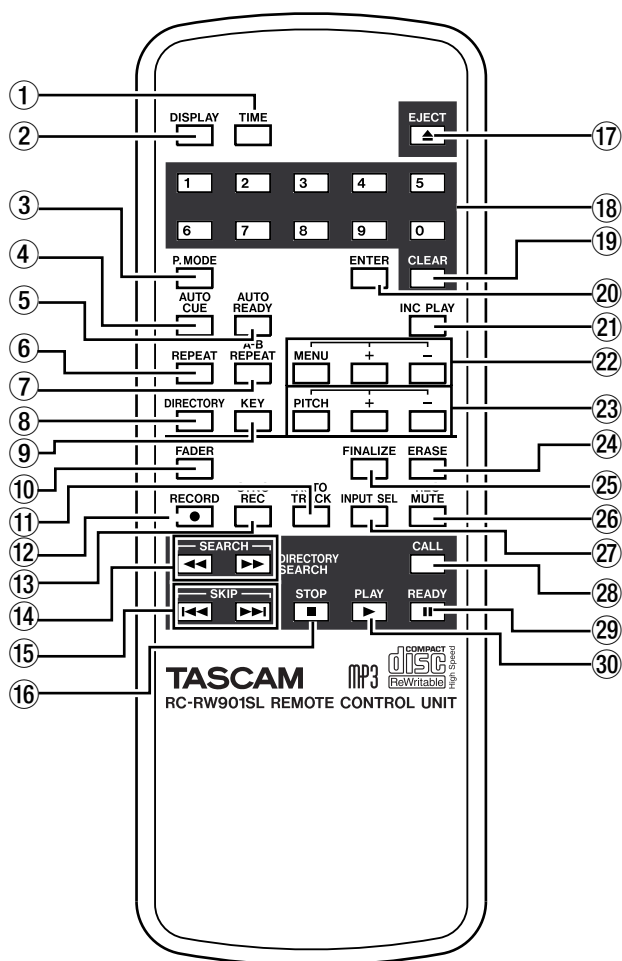 ①
DISPLAY TIME
②
EJECT
⑰
1 2 3 4 5
⑱
③
6 7 8 9 0
④
P.MODE
ENTER
CLEAR
⑲
⑤
AUTO CUE
AUTO READY
⑳
INC PLAY
㉑
⑥
REPEAT
A-B REPEAT
MENU + −
㉒
⑦
DIRECTORY KEY
PITCH + −
㉓
⑧
⑨
FADER
FINALIZE ERASE
㉔
⑩
㉕
⑪
RECORD
REC
TRACK
INPUT SEL
MUTE
㉖
⑫
㉗
⑬
SEARCH
DIRECTORY SEARCH
CALL
㉘
⑭
SKIP
STOP PLAY READY
㉙
⑮
㉚
⑯
TASCAM
MP3
COMPACT
disc
ReWritable
High Speed
RC-RW901SL REMOTE CONTROL UNIT